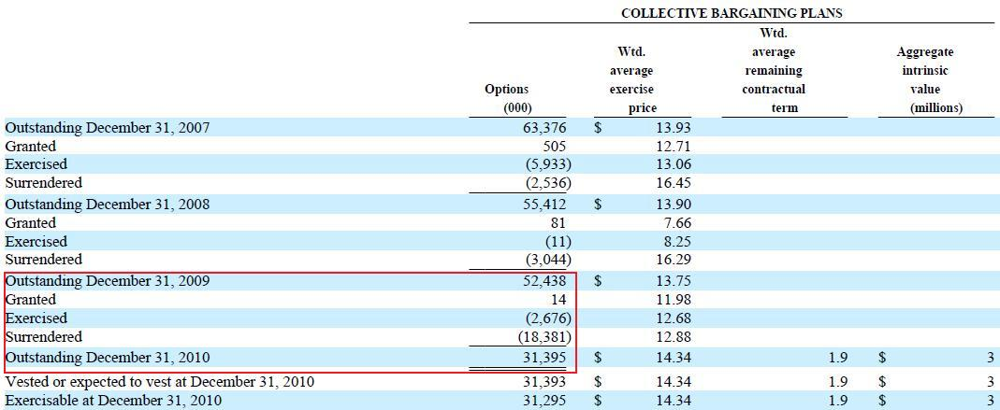 COLLECTIVE BARGAINING PLANS
Options (000) Wtd. average exercise price Wtd. average remaining contractual term Aggregate intrinsic value (millions)
Outstanding December 31, 2007 63,376 $ 13.93
Granted 505 12.71
Exercised (5,933) 13.06
Surrendered (2,536) 16.45
Outstanding December 31, 2008 55,412 $ 13.90
Granted 81 7.66
Exercised (11) 8.25
Surrendered (3,044) 16.29
Outstanding December 31, 2009 52,438 $ 13.75
Granted 14 11.98
Exercised (2,676) 12.68
Surrendered (18,381) 12.88
Outstanding December 31, 2010 31,395 $ 14.34 1.9 $ 3
Vested or expected to vest at December 31, 2010 31,393 $ 14.34 1.9 $ 3
Exercisable at December 31, 2010 31,295 $ 14.34 1.9 $ 3